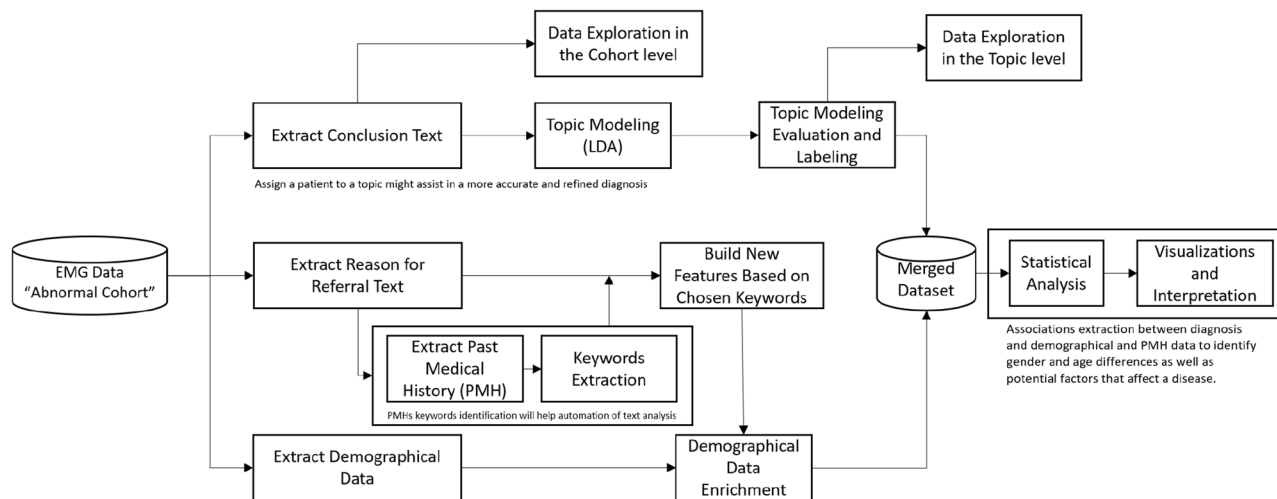 Data Exploration in
the Cohort level
Data Exploration
in the Topic level
Extract Conclusion Text
Topic Modeling
(LDA)
Topic Modeling
Evaluation and
Labeling
Assign a patient to a topic might assist in a more accurate and refined diagnosis
EMG Data
“Abnormal Cohort”
Extract Reason for
Referral Text
Build New
Features Based on
Chosen Keywords
Merged
Dataset
Statistical
Analysis
Visualizations
and
Interpretation
Associations extraction between diagnosis
and demographical and PMH data to identify
gender and age differences as well as
potential factors that affect a disease.
Extract Past
Medical
History (PMH)
Keywords
Extraction
PMHs keywords identification will help automation of text analysis
Extract Demographical
Data
Demographical
Data
Enrichment